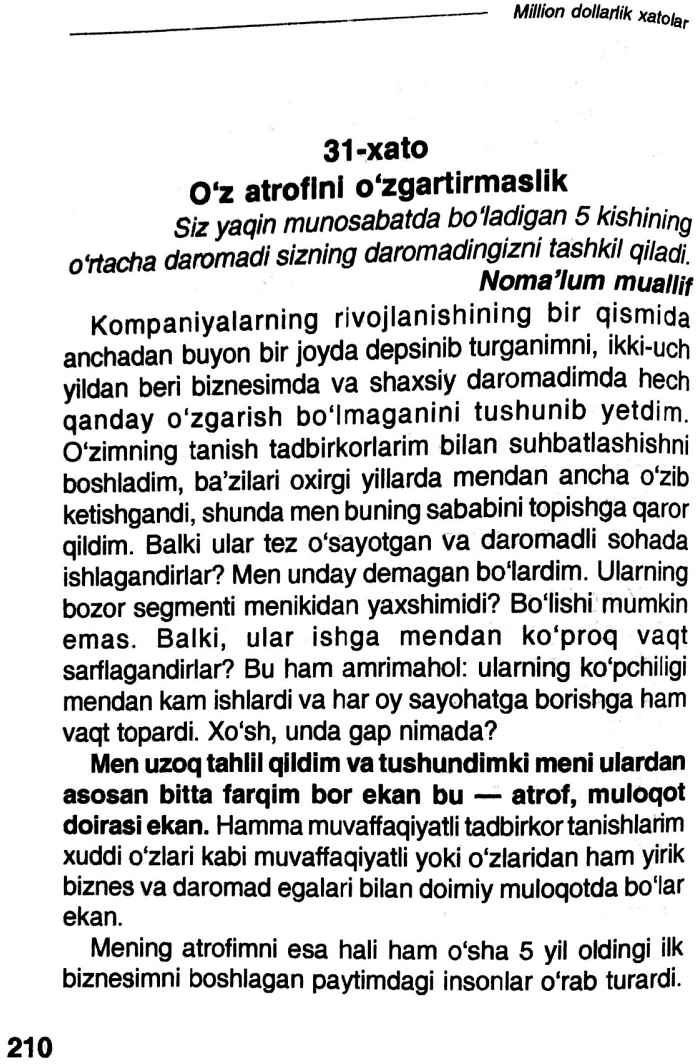 Million dollarlik xatolar
31-xato
O‘z atrofini o‘zgartirmaslik
Siz yaqin munosabatda bo‘ladigan 5 kishining
o‘rtacha daromadi sizning daromadingizni tashkil qiladi.
Noma’lum muallif
Kompaniyalarning rivojlanishining bir qismida
anchadan buyon bir joyda depsinib turganimni, ikki-uch
yildan beri biznesimda va shaxsiy daromadimda hech
qanday o‘zgarish bo‘lmaganini tushunib yetdim.
O‘zimning tanish tadbirkorlarim bilan suhbatlashishni
boshladim, ba’zilari oxirgi yillarda mendan ancha o‘zib
ketishgandi, shunda men buning sababini topishga qaror
qildim. Balki ular tez o‘sayotgan va daromadli sohada
ishlagandirlar? Men unday demagan bo‘lardim. Ularning
bozor segmenti menikidan yaxshimidi? Bo‘lishi mumkin
emas. Balki, ular ishga mendan ko‘proq vaqt
sarflagandirlar? Bu ham amrimahol: ularning ko‘pchiligi
mendan kam ishlardi va har oy sayohatga borishga ham
vaqt topardi. Xo‘sh, unda gap nimada?
Men uzoq tahlil qildim va tushundimki meni ulardan
asosan bitta farqim bor ekan bu — atrof, muloqot
doirasi ekan. Hamma muvaffaqiyatli tadbirkor tanishlarim
xuddi o‘zlari kabi muvaffaqiyatli yoki o‘zlaridan ham yirik
biznes va daromad egalari bilan doimiy muloqotda bo‘lar
ekan.
Mening atrofimni esa hali ham o‘sha 5 yil oldingi ilk
biznesimni boshlagan paytimdagi insonlar o‘rab turardi.
210